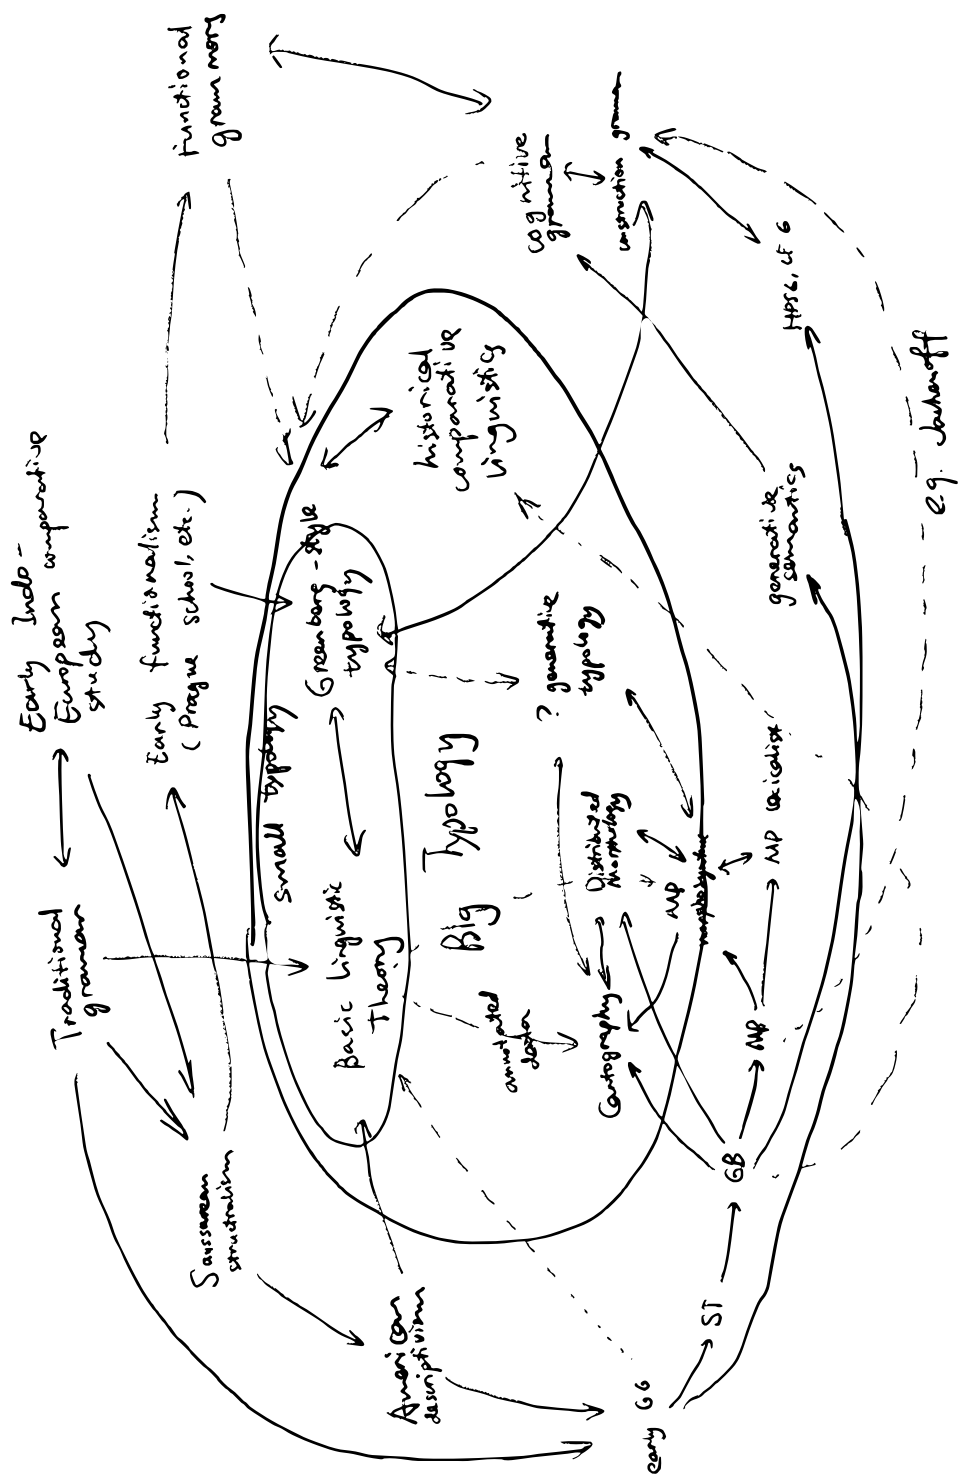 Early Indo-
European comparative
study
Traditional
grammar
Early functionalism
(Prague school, etc.)
Functional
grammar
Saussurean
structuralism
small typology
Greenberg-style
typology
Basic linguistic
Theory
American
descriptivism
historical
comparative
linguistics
Big Typology
annotated
data
cognitive
grammar
? generative
typology
Distributed
Morphology
Cartography
construction grammar
early GG
MP
morphosyntax
ST
GB
MP
MP lexicalist
generative
semantics
HPSG, LFG
e.g. Jackendoff